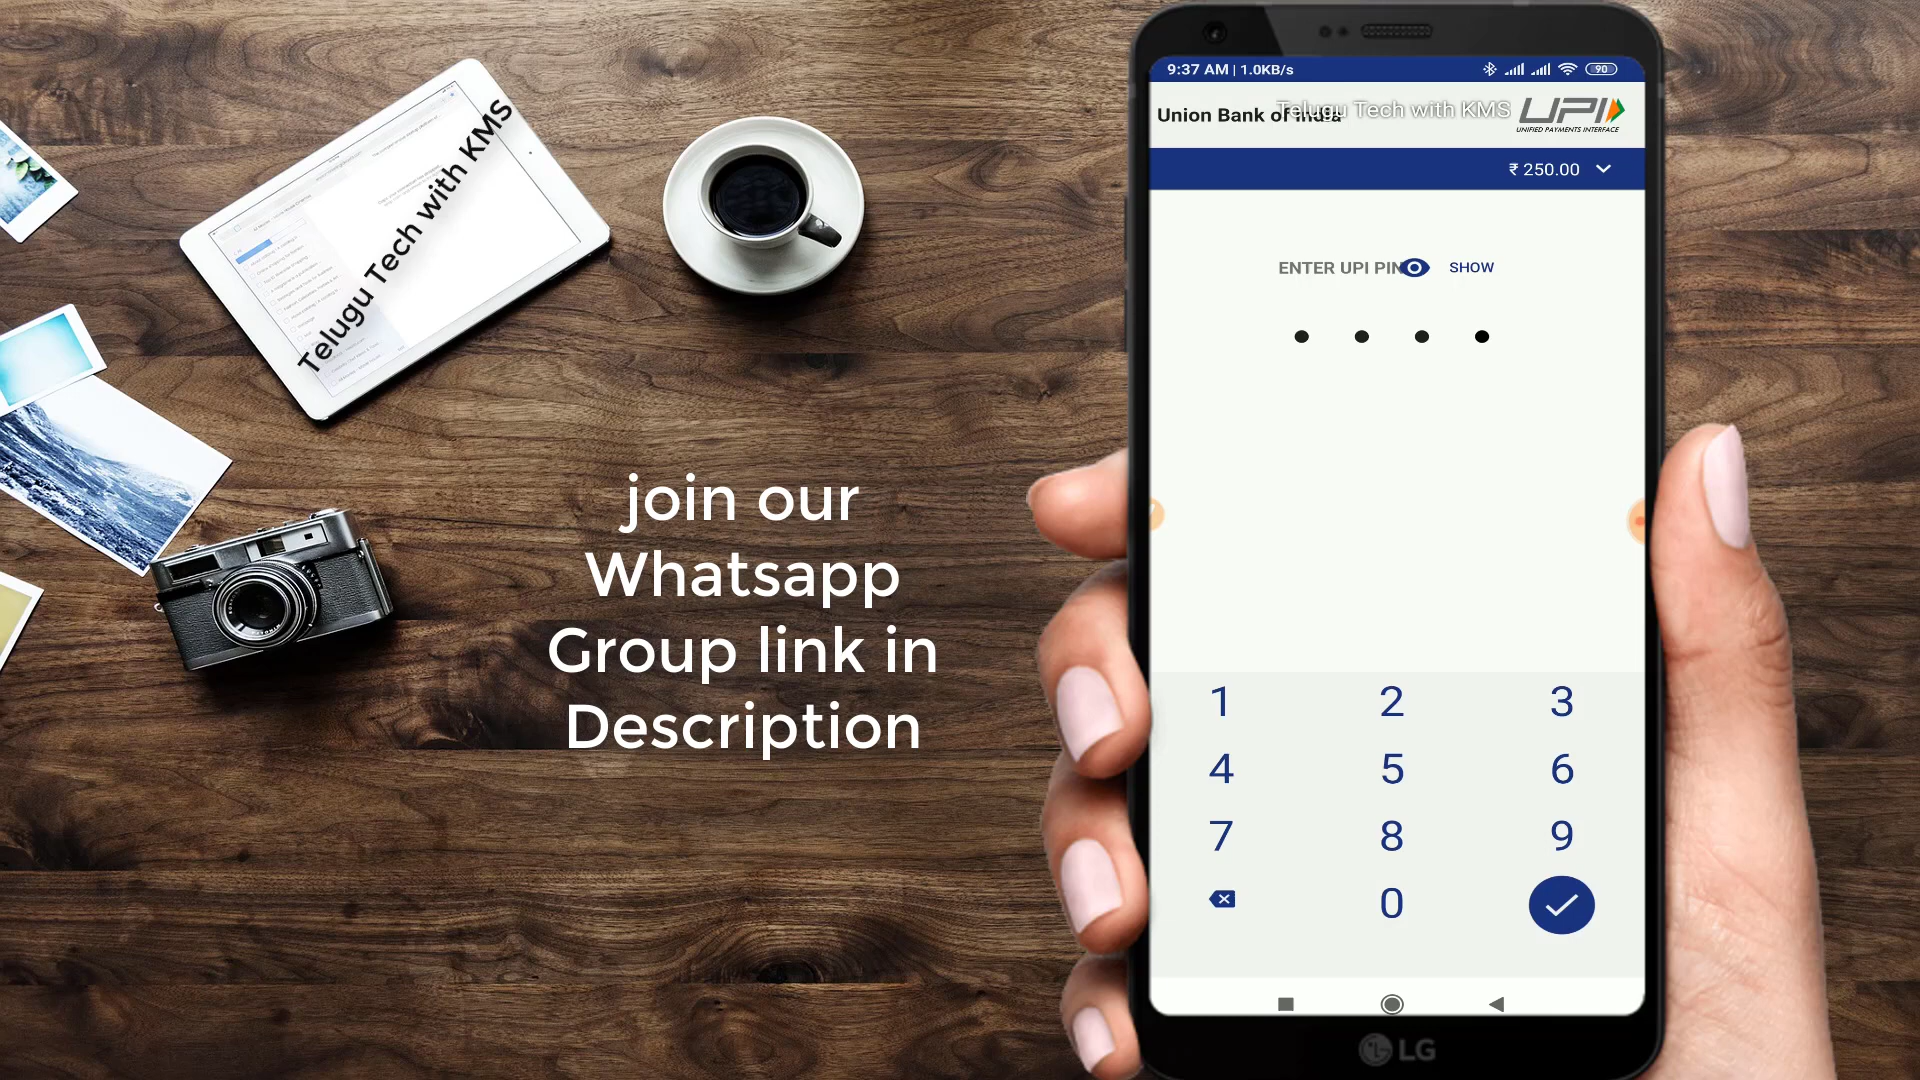 Telugu Tech with KMS
join our
Whatsapp
Group link in
Description
9:37 AM | 1.0KB/s
90
Union Bank of India
Telugu Tech with KMS
UPI
UNIFIED PAYMENTS INTERFACE
₹ 250.00
ENTER UPI PIN
SHOW
1 2 3
4 5 6
7 8 9
0
LG